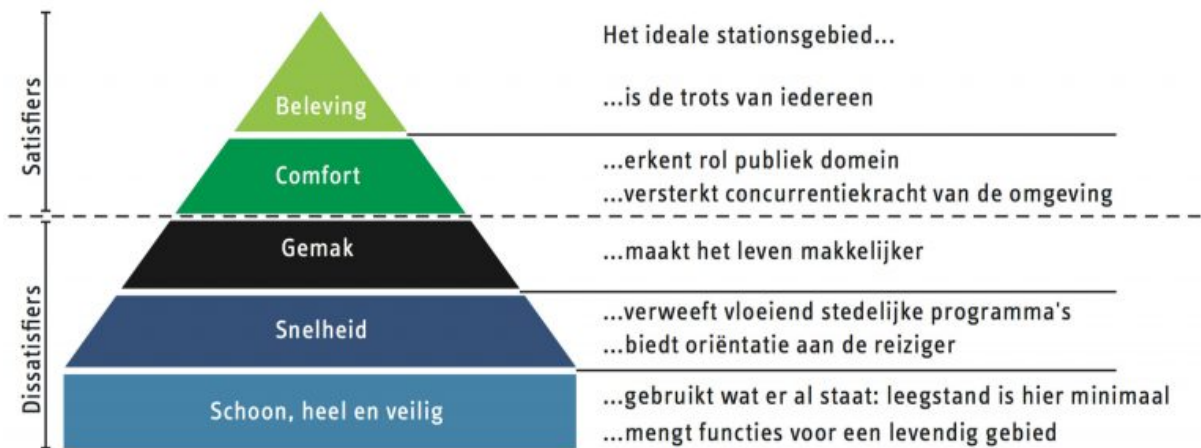 Satisfiers
Dissatisfiers
Beleving
Comfort
Gemak
Snelheid
Schoon, heel en veilig
Het ideale stationsgebied...
...is de trots van iedereen
...erkent rol publiek domein
...versterkt concurrentiekracht van de omgeving
...maakt het leven makkelijker
...verweeft vloeiend stedelijke programma's
...biedt oriëntatie aan de reiziger
...gebruikt wat er al staat: leegstand is hier minimaal
...mengt functies voor een levendig gebied